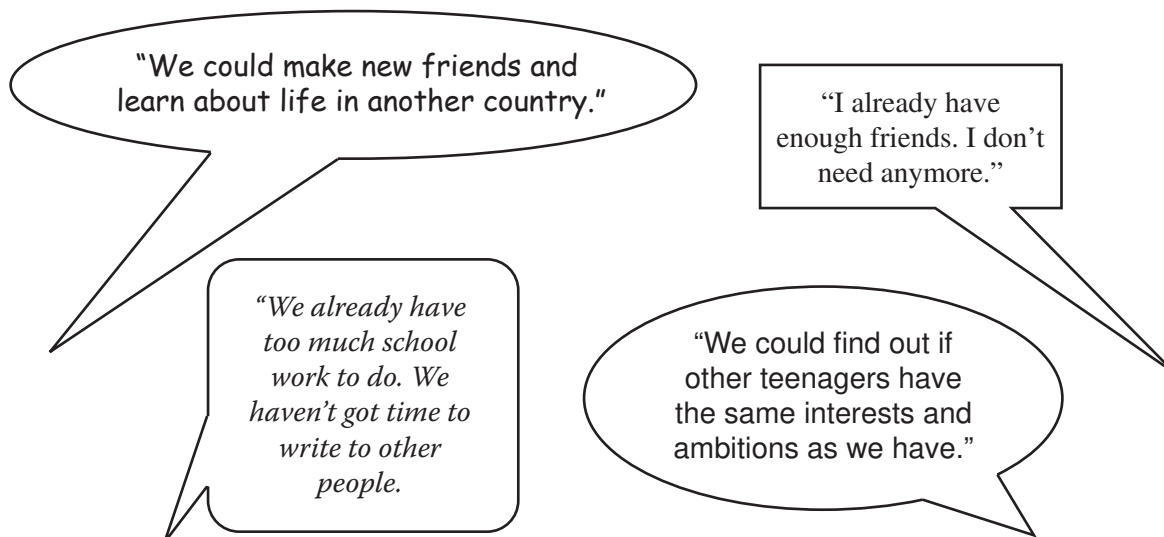 “We could make new friends and
learn about life in another country.”
“I already have
enough friends. I don’t
need anymore.”
“We already have
too much school
work to do. We
haven’t got time to
write to other
people.
“We could find out if
other teenagers have
the same interests and
ambitions as we have.”